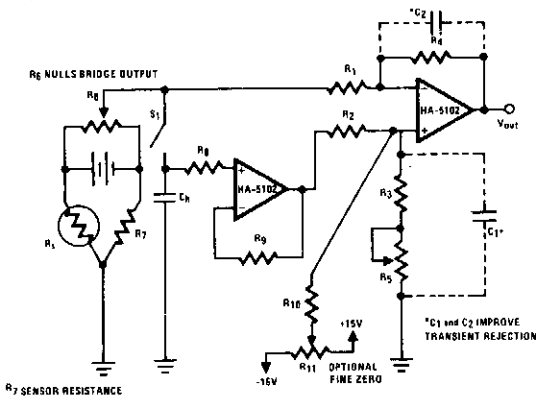 *C2
R4
R6 NULLS BRIDGE OUTPUT
R1
R6
S1
HA-5102
Vout
R2
R8
HA-5102
Ch
R3
C1*
Rs
R7
R9
R5
R10
+15V
*C1 and C2 IMPROVE
TRANSIENT REJECTION
-15V
R11
OPTIONAL
FINE ZERO
R7 SENSOR RESISTANCE